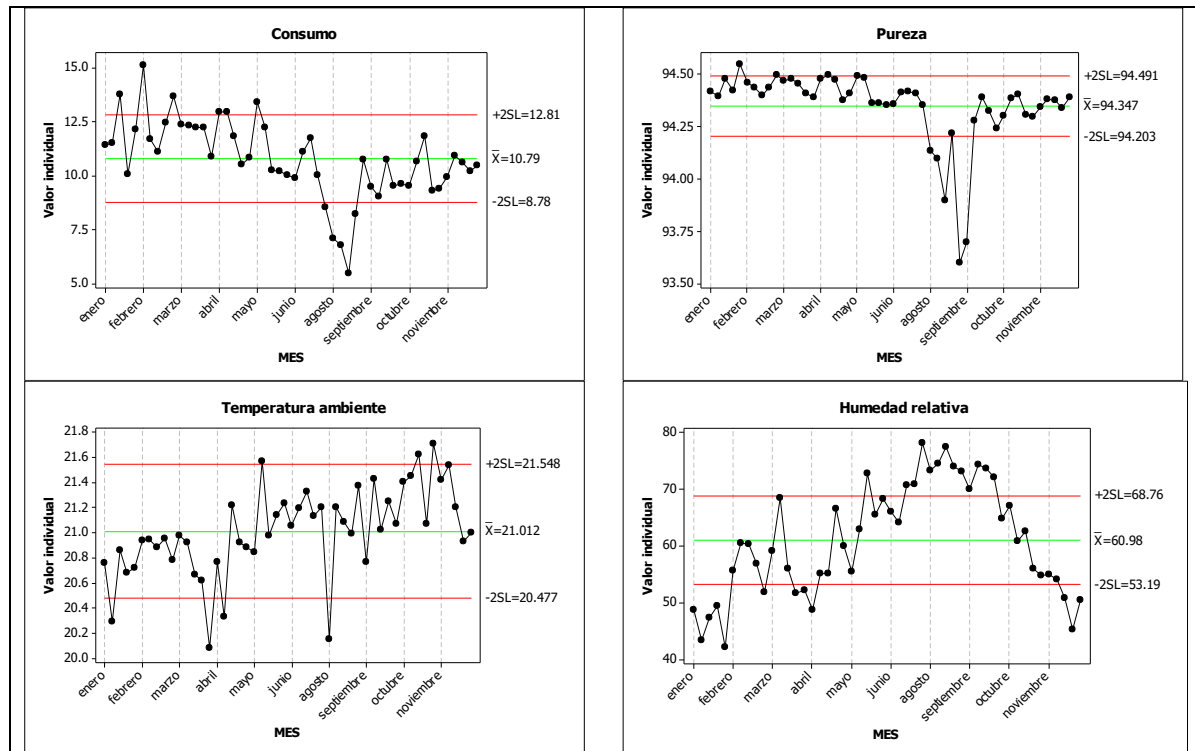 Consumo
Valor individual
15.0
12.5
10.0
7.5
5.0
+2SL=12.81
X̄=10.79
-2SL=8.78
enero
febrero
marzo
abril
mayo
junio
agosto
septiembre
octubre
noviembre
MES
Pureza
Valor individual
94.50
94.25
94.00
93.75
93.50
+2SL=94.491
X̄=94.347
-2SL=94.203
enero
febrero
marzo
abril
mayo
junio
agosto
septiembre
octubre
noviembre
MES
Temperatura ambiente
Valor individual
21.8
21.6
21.4
21.2
21.0
20.8
20.6
20.4
20.2
20.0
+2SL=21.548
X̄=21.012
-2SL=20.477
enero
febrero
marzo
abril
mayo
junio
agosto
septiembre
octubre
noviembre
MES
Humedad relativa
Valor individual
80
70
60
50
40
+2SL=68.76
X̄=60.98
-2SL=53.19
enero
febrero
marzo
abril
mayo
junio
agosto
septiembre
octubre
noviembre
MES